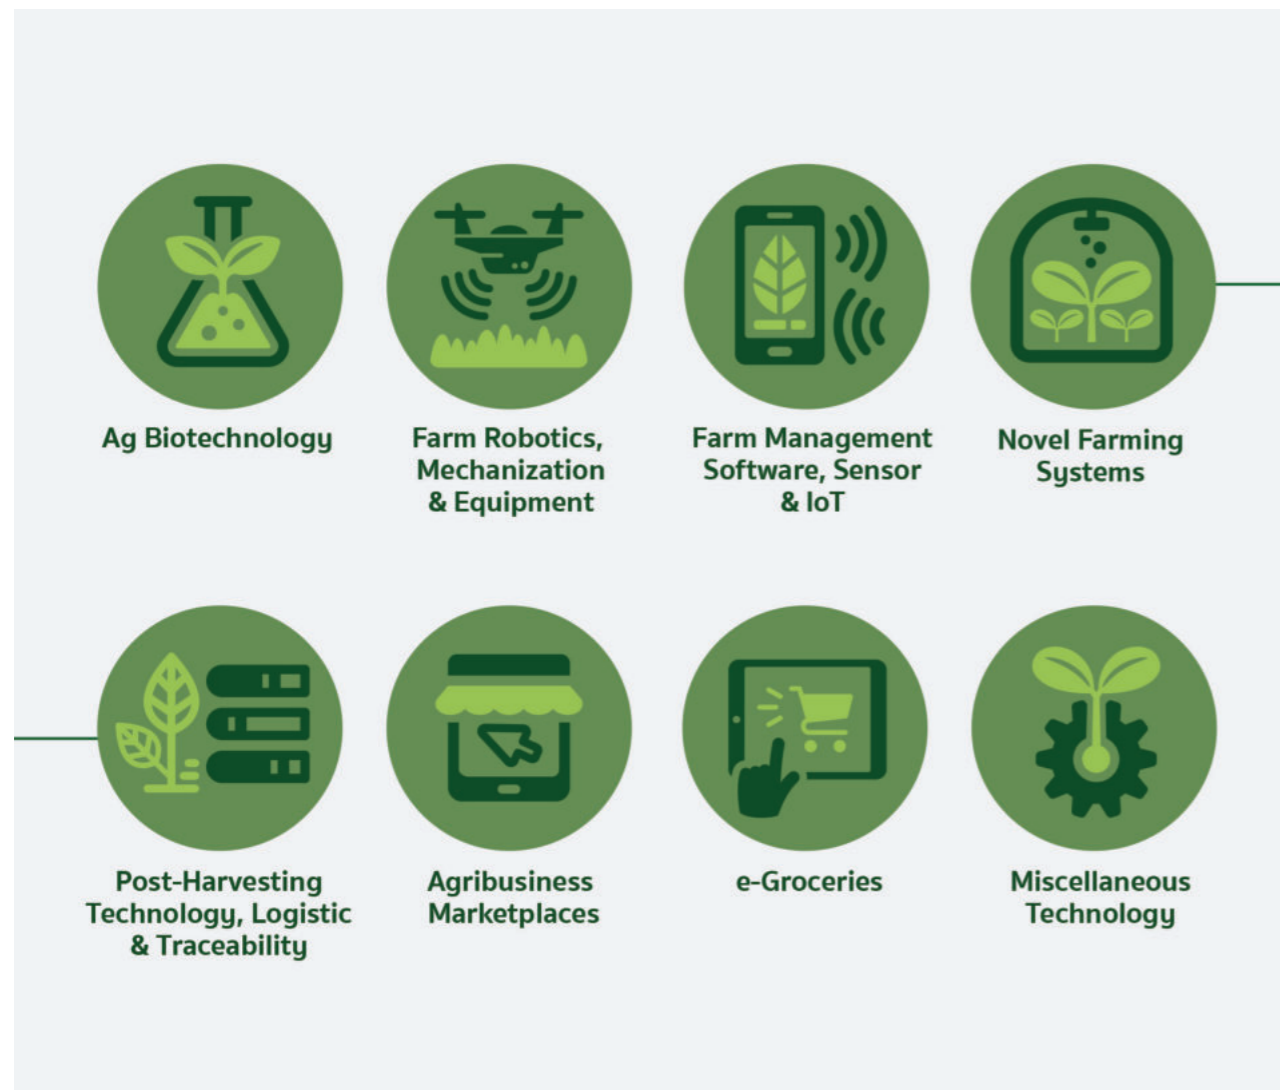 Ag Biotechnology
Farm Robotics,
Mechanization
& Equipment
Farm Management
Software, Sensor
& IoT
Novel Farming
Systems
Post-Harvesting
Technology, Logistic
& Traceability
Agribusiness
Marketplaces
e-Groceries
Miscellaneous
Technology